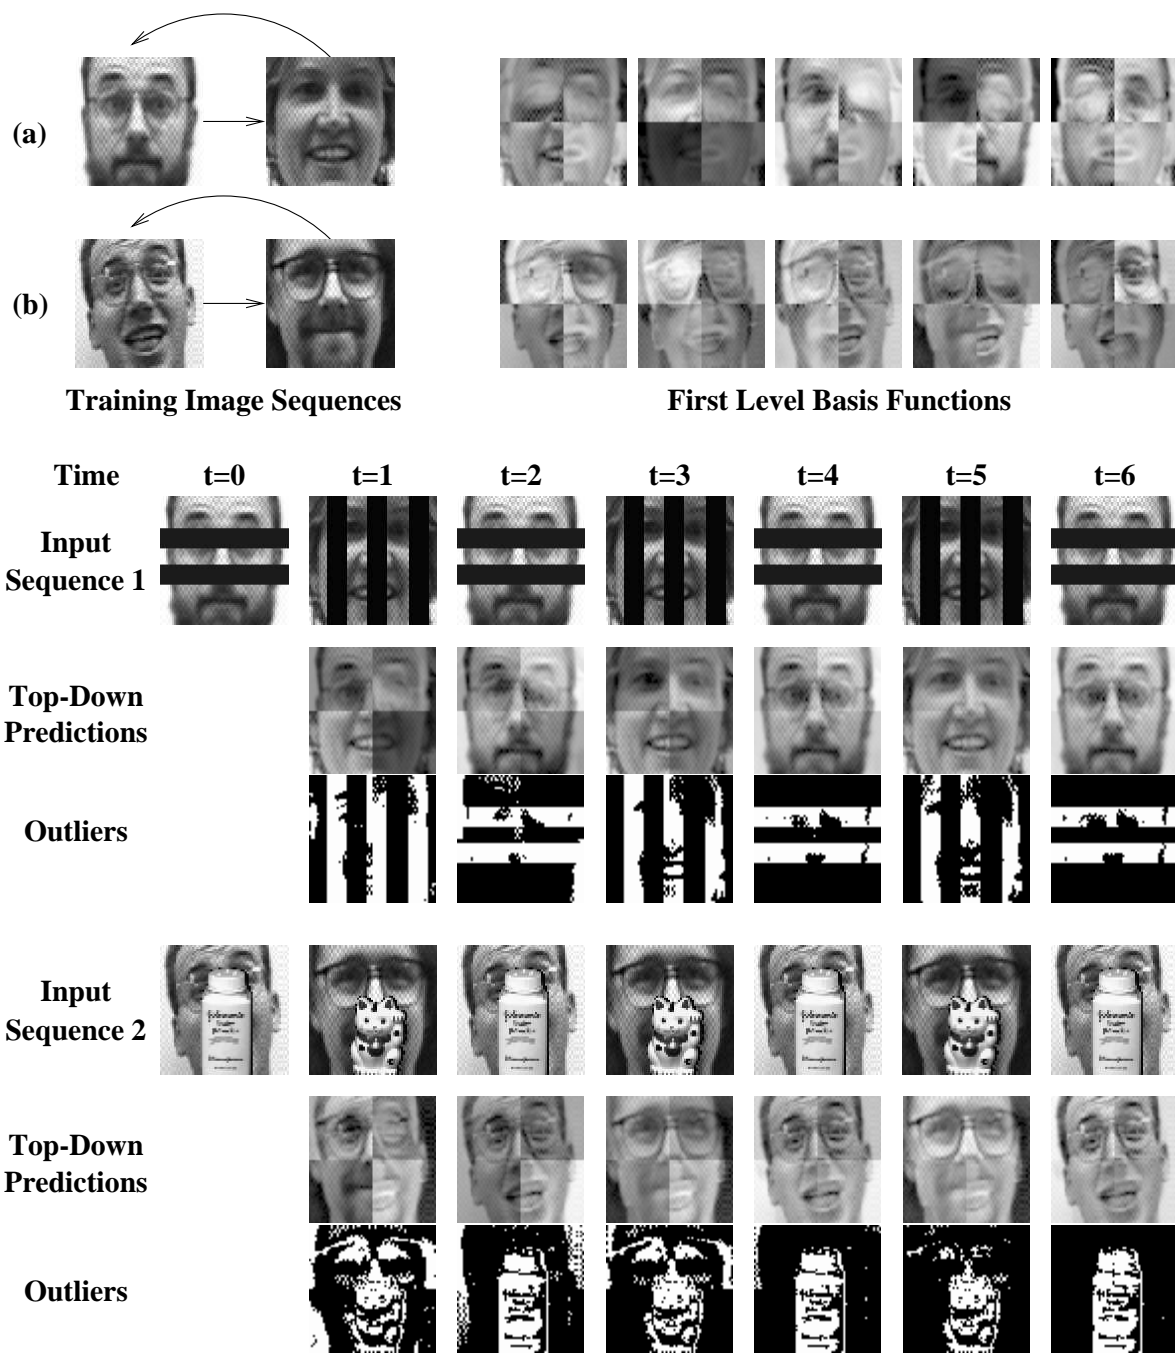 (a)
(b)
Training Image Sequences
First Level Basis Functions
Time t=0 t=1 t=2 t=3 t=4 t=5 t=6
Input
Sequence 1
Top-Down
Predictions
Outliers
Input
Sequence 2
Top-Down
Predictions
Outliers